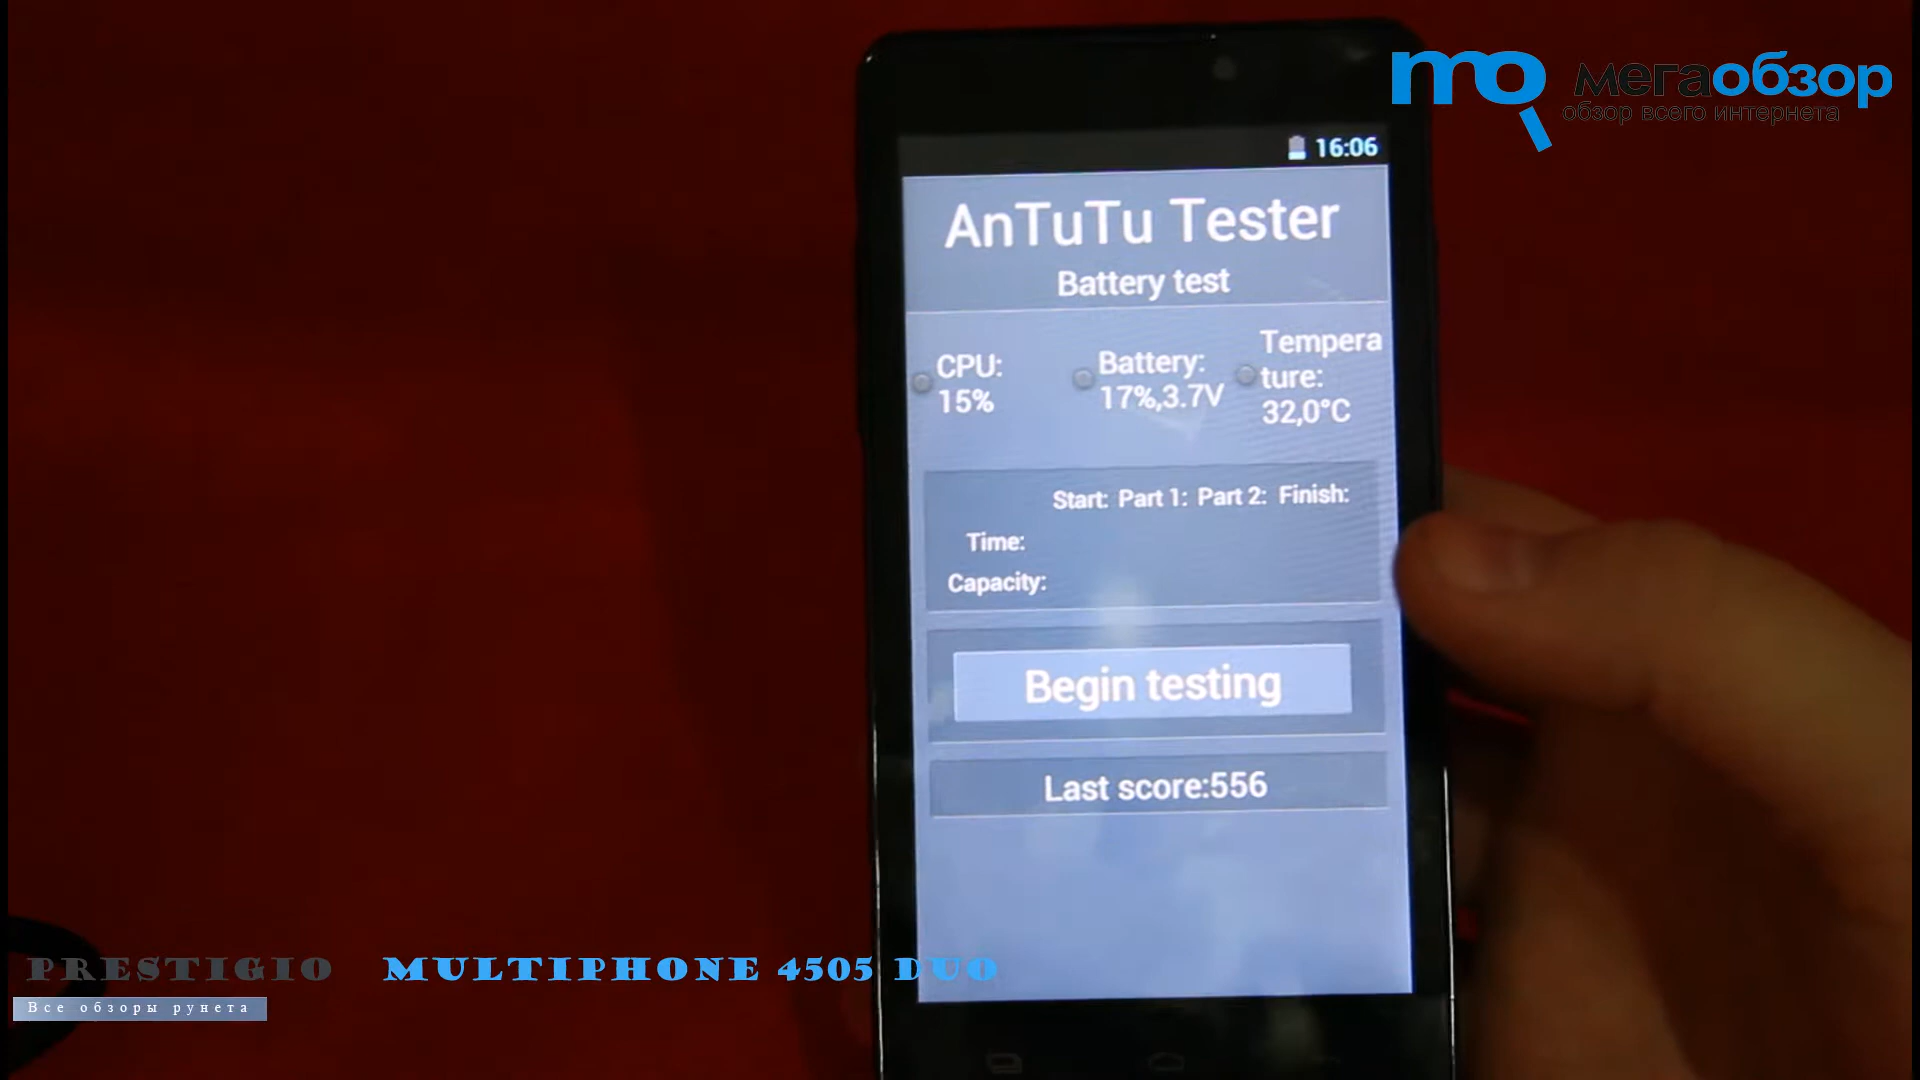 mo мегаобзор
обзор всего интернета
16:06
AnTuTu Tester
Battery test
CPU:
15%
Battery:
17%,3.7V
Tempera
ture:
32,0°C
Start: Part 1: Part 2: Finish:
Time:
Capacity:
Begin testing
Last score:556
PRESTIGIO MULTIPHONE 4505 DUO
Все обзоры рунета